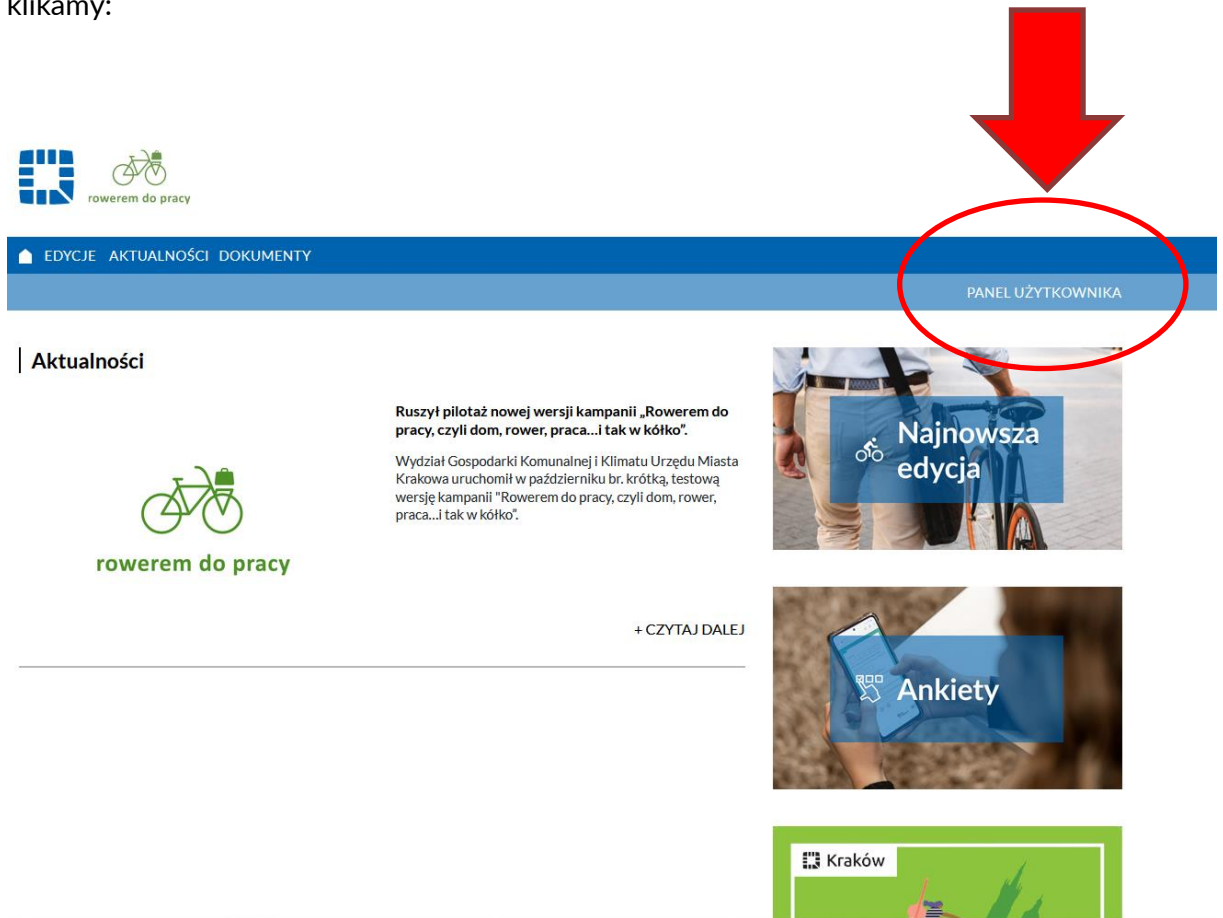 klikamy:
rowerem do pracy
EDYCJE AKTUALNOŚCI DOKUMENTY
PANEL UŻYTKOWNIKA
Aktualności
Ruszył pilotaż nowej wersji kampanii „Rowerem do
pracy, czyli dom, rower, praca...i tak w kółko”.
Wydział Gospodarki Komunalnej i Klimatu Urzędu Miasta
Krakowa uruchomił w październiku br. krótką, testową
wersję kampanii "Rowerem do pracy, czyli dom, rower,
praca...i tak w kółko”.
rowerem do pracy
+ CZYTAJ DALEJ
Najnowsza
edycja
Ankiety
Kraków